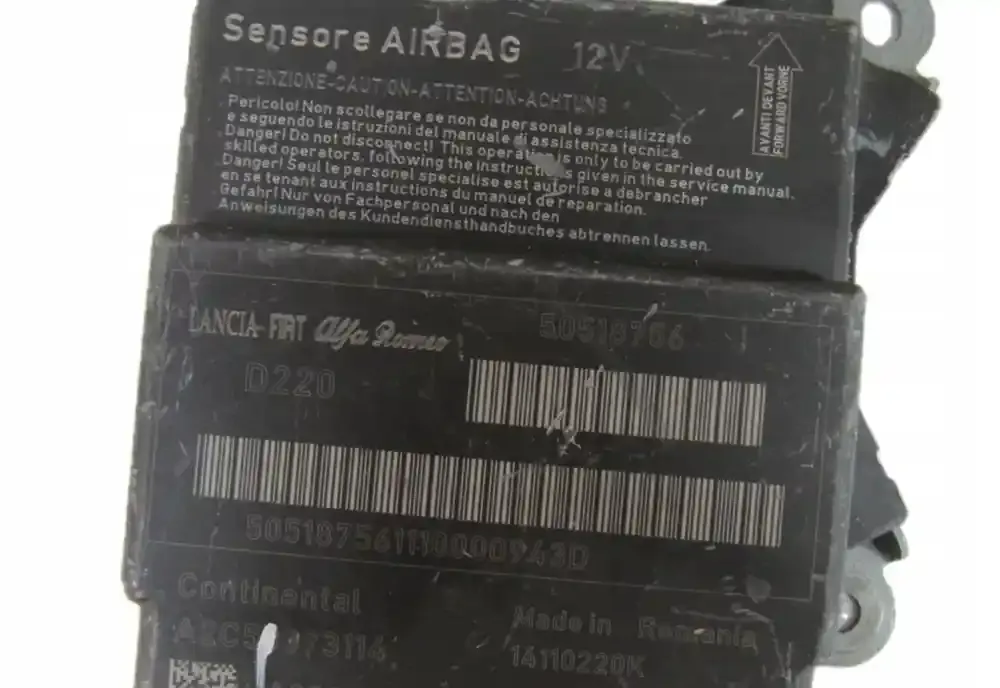 Sensore AIRBAG 12V
ATTENZIONE-CAUTION-ATTENTION-ACHTUNG
Pericolo! Non scollegare se non da personale specializzato
e seguendo le istruzioni del manuale di assistenza tecnica.
Danger! Do not disconnect! This operation is only to be carried out by
skilled operators, following the instructions given in the service manual.
Danger! Seul le personel specialise est autorise a debrancher
en se tenant aux instructions du manuel de reparation.
Gefahr! Nur von Fachpersonal und nach den
Anweisungen des Kundendiensthandbuches abtrennen lassen.
AVANTI DEVANT
FORWARD VORNE
LANCIA FIAT Alfa Romeo
50518756
D220
505187561110000943D
Continental
Made in Romania
14110220K